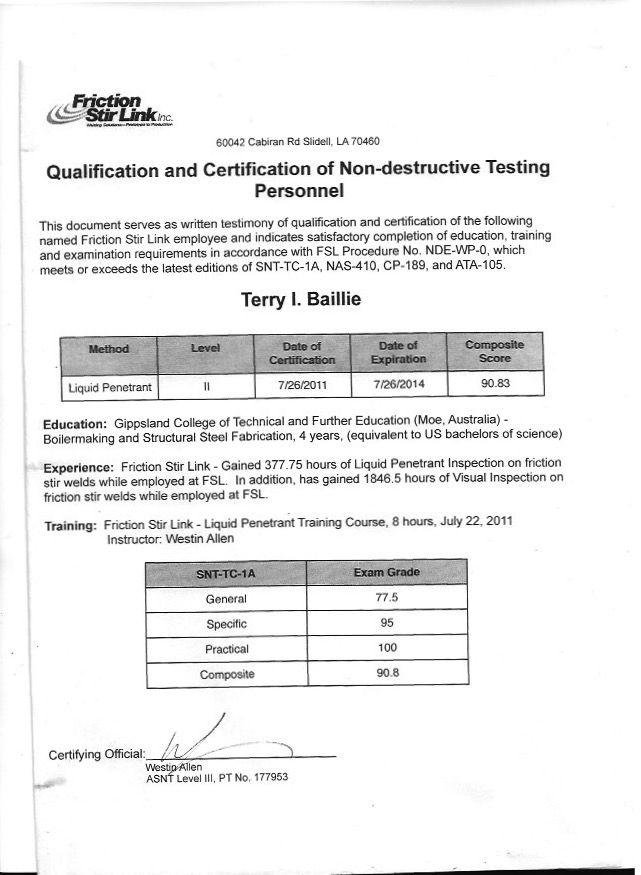 Friction
Stir Link Inc.
Welding Solutions—Prototype to Production
60042 Cabiran Rd Slidell, LA 70460
Qualification and Certification of Non-destructive Testing
Personnel
This document serves as written testimony of qualification and certification of the following
named Friction Stir Link employee and indicates satisfactory completion of education, training
and examination requirements in accordance with FSL Procedure No. NDE-WP-0, which
meets or exceeds the latest editions of SNT-TC-1A, NAS-410, CP-189, and ATA-105.
Terry I. Baillie
Method Level Date of Certification Date of Expiration Composite Score
Liquid Penetrant II 7/26/2011 7/26/2014 90.83
Education: Gippsland College of Technical and Further Education (Moe, Australia) -
Boilermaking and Structural Steel Fabrication, 4 years, (equivalent to US bachelors of science)
Experience: Friction Stir Link - Gained 377.75 hours of Liquid Penetrant Inspection on friction
stir welds while employed at FSL. In addition, has gained 1846.5 hours of Visual Inspection on
friction stir welds while employed at FSL.
Training: Friction Stir Link - Liquid Penetrant Training Course, 8 hours, July 22, 2011
Instructor: Westin Allen
SNT-TC-1A Exam Grade
General 77.5
Specific 95
Practical 100
Composite 90.8
Certifying Official:
Westin Allen
ASNT Level III, PT No. 177953